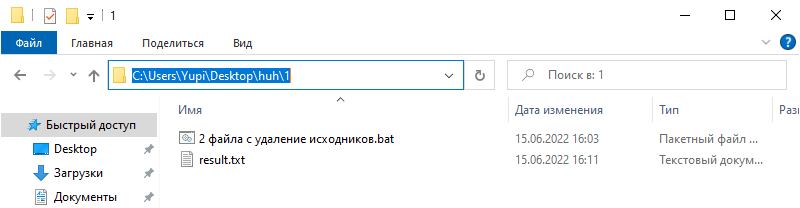 1
Файл Главная Поделиться Вид
C:\Users\Yupi\Desktop\huh\1 Поиск в: 1
Имя Дата изменения Тип Разм
Быстрый доступ 2 файла с удаление исходников.bat 15.06.2022 16:03 Пакетный файл ...
Desktop result.txt 15.06.2022 16:11 Текстовый докум...
Загрузки
Документы